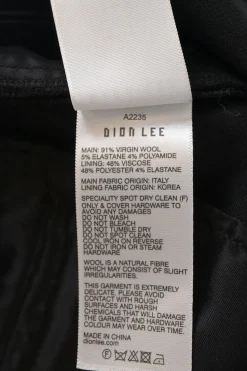 A2235
DION LEE
MAIN: 91% VIRGIN WOOL
5% ELASTANE 4% POLYAMIDE
LINING: 48% VISCOSE
48% POLYESTER 4% ELASTANE
MAIN FABRIC ORIGIN: ITALY
LINING FABRIC ORIGIN: KOREA
SPECIALITY SPOT DRY CLEAN (F)
ONLY & COVER HARDWARE TO
AVOID ANY DAMAGES
DO NOT WASH
DO NOT BLEACH
DO NOT TUMBLE DRY
DO NOT SPOT CLEAN
COOL IRON ON REVERSE
DO NOT IRON OR STEAM
HARDWARE
WOOL IS A NATURAL FIBRE
WHICH MAY CONSIST OF SLIGHT
IRREGULARITIES.
THIS GARMENT IS EXTREMELY
DELICATE. AVOID
CONTACT WITH ROUGH
SURFACES AND HARSH
CHEMICALS THAT WILL DAMAGE
THE GARMENT AND HARDWARE
COLOUR MAY WEAR OVER TIME.
MADE IN CHINA
dionlee.com